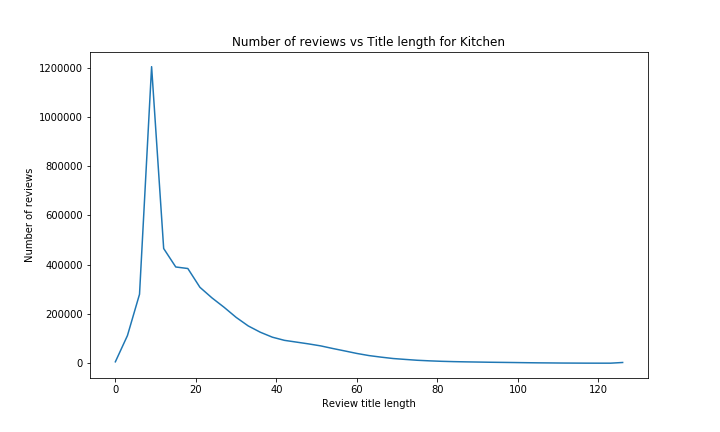 Number of reviews vs Title length for Kitchen
1200000
1000000
800000
600000
400000
200000
0
Number of reviews
0 20 40 60 80 100 120
Review title length